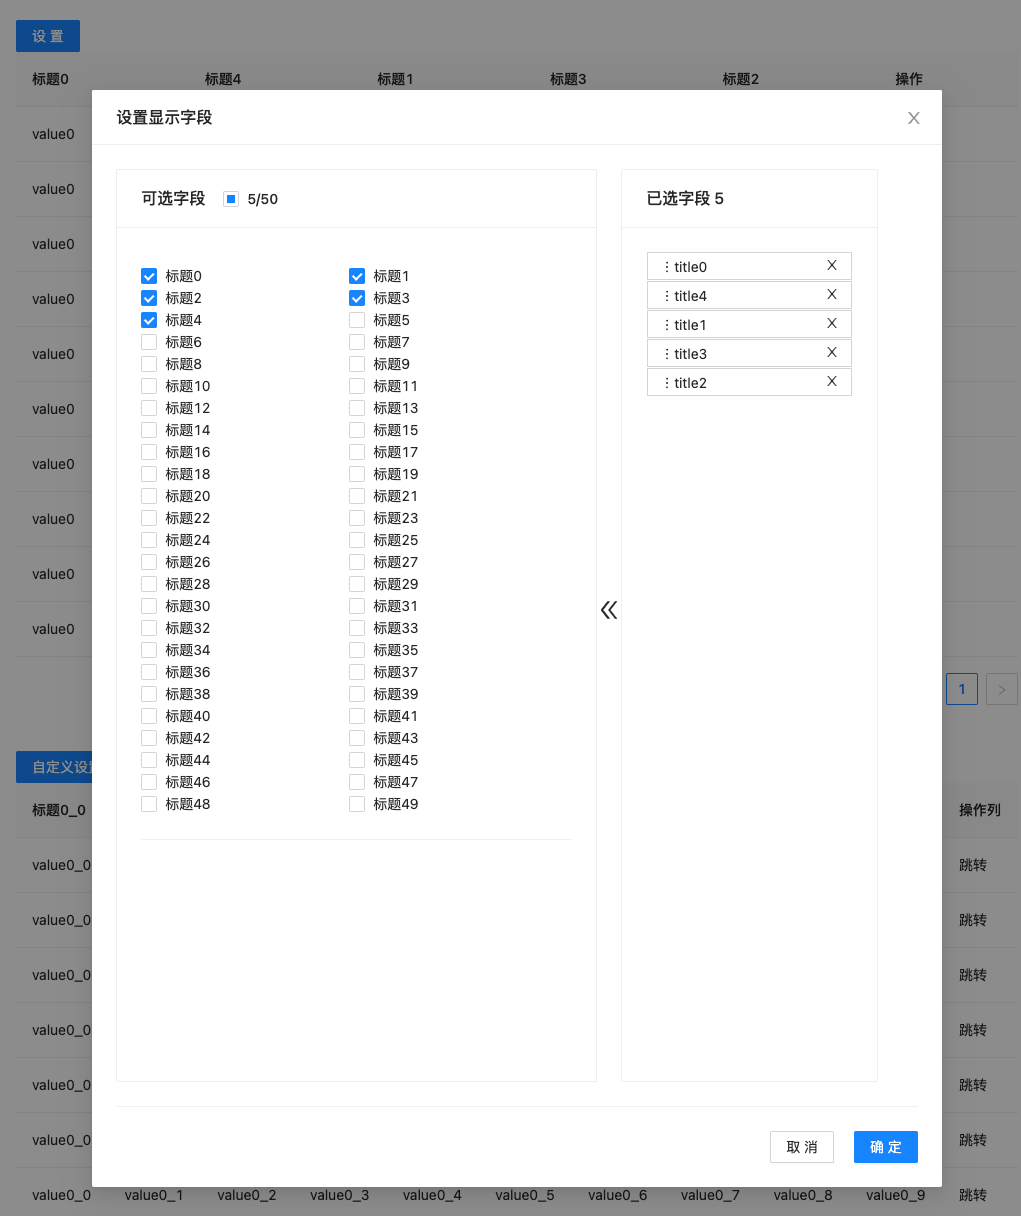 设 置
标题0 标题4 标题1 标题3 标题2 操作
设置显示字段
value0
value0
value0
value0
value0
value0
value0
value0
value0
value0
可选字段 5/50
标题0 标题1
标题2 标题3
标题4 标题5
标题6 标题7
标题8 标题9
标题10 标题11
标题12 标题13
标题14 标题15
标题16 标题17
标题18 标题19
标题20 标题21
标题22 标题23
标题24 标题25
标题26 标题27
标题28 标题29
标题30 标题31
标题32 标题33
标题34 标题35
标题36 标题37
标题38 标题39
标题40 标题41
标题42 标题43
标题44 标题45
标题46 标题47
标题48 标题49
已选字段 5
⋮title0 X
⋮title4 X
⋮title1 X
⋮title3 X
⋮title2 X
1 >
取 消 确 定
自定义设
标题0_0 操作列
value0_0 跳转
value0_0 跳转
value0_0 跳转
value0_0 跳转
value0_0 跳转
value0_0 跳转
value0_0 value0_1 value0_2 value0_3 value0_4 value0_5 value0_6 value0_7 value0_8 value0_9 跳转